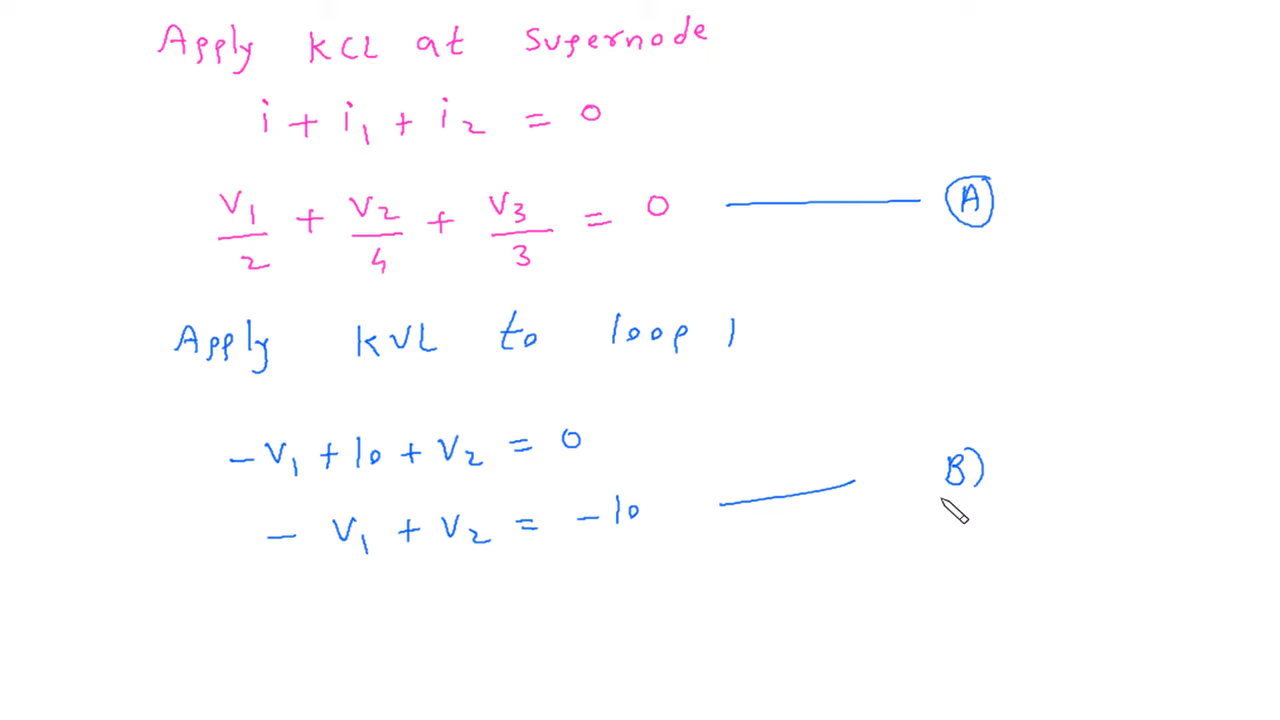 Apply KCL at Supernode
i + i₁ + i₂ = 0
V₁/2 + V₂/4 + V₃/3 = 0 ——— A
Apply KVL to loop 1
- V₁ + 10 + V₂ = 0
- V₁ + V₂ = - 10 ——— B)